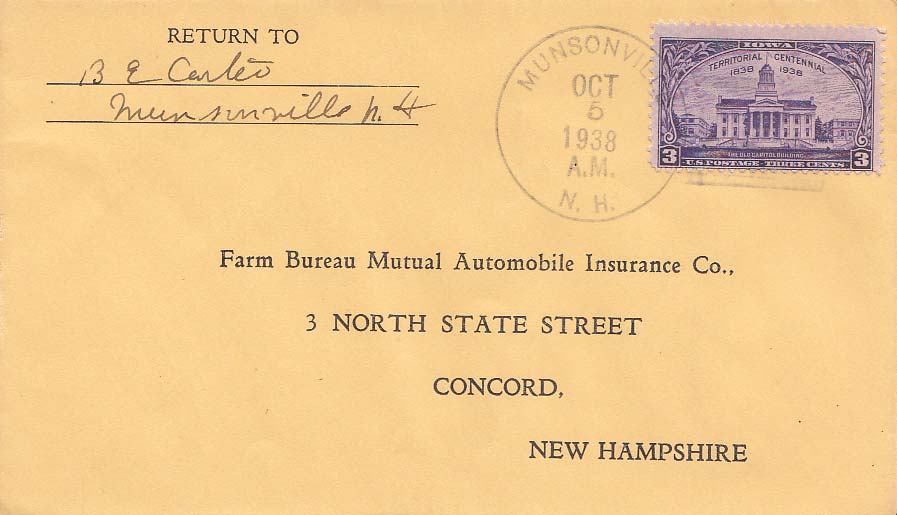 RETURN TO
B E Carter
Munsonville N. H
MUNSONVIL
OCT
5
1938
A.M.
N. H.
IOWA
TERRITORIAL CENTENNIAL
1838 1938
THE OLD CAPITOL BUILDING
3 U.S. POSTAGE · THREE CENTS 3
Farm Bureau Mutual Automobile Insurance Co.,
3 NORTH STATE STREET
CONCORD,
NEW HAMPSHIRE